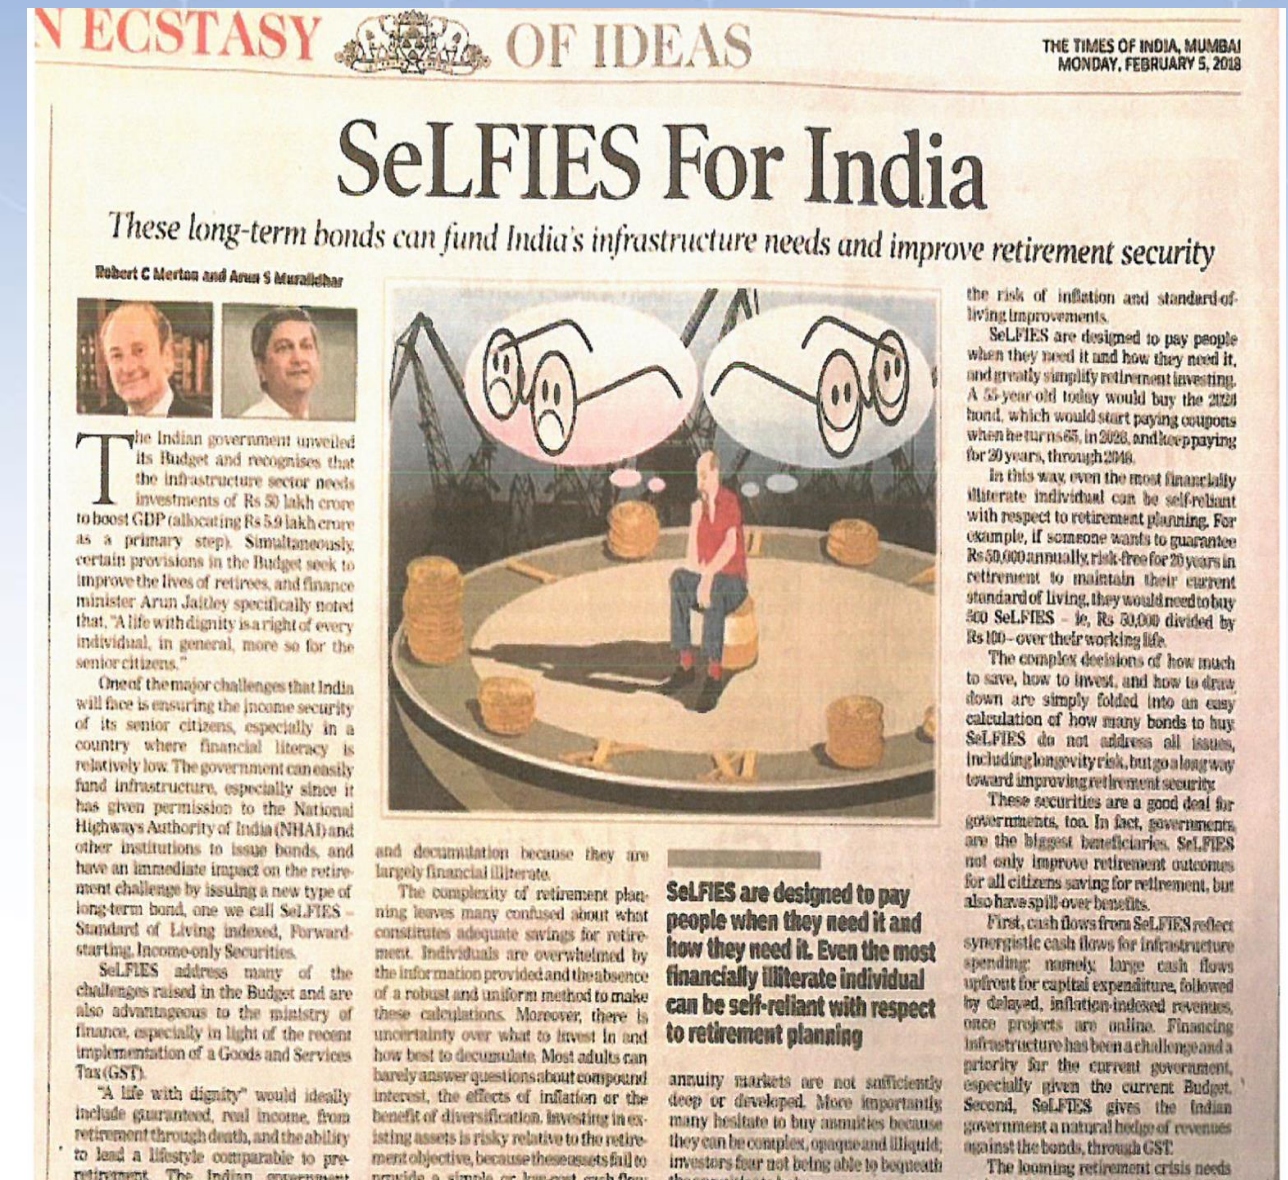 N ECSTASY OF IDEAS
THE TIMES OF INDIA, MUMBAI
MONDAY, FEBRUARY 5, 2018
SeLFIES For India
These long-term bonds can fund India's infrastructure needs and improve retirement security
Robert C Merton and Arun S Muralidhar
The Indian government unveiled
its Budget and recognises that
the infrastructure sector needs
investments of Rs 50 lakh crore
to boost GDP (allocating Rs 5.9 lakh crore
as a primary step). Simultaneously,
certain provisions in the Budget seek to
improve the lives of retirees, and finance
minister Arun Jaitley specifically noted
that, "A life with dignity is a right of every
individual, in general, more so for the
senior citizens."
One of the major challenges that India
will face is ensuring the income security
of its senior citizens, especially in a
country where financial literacy is
relatively low. The government can easily
fund infrastructure, especially since it
has given permission to the National
Highways Authority of India (NHAI) and
other institutions to issue bonds, and
have an immediate impact on the retire-
ment challenge by issuing a new type of
long-term bond, one we call SeLFIES –
Standard of Living indexed, Forward-
starting, Income-only Securities.
SeLFIES address many of the
challenges raised in the Budget and are
also advantageous to the ministry of
finance, especially in light of the recent
implementation of a Goods and Services
Tax (GST).
"A life with dignity" would ideally
include guaranteed, real income, from
retirement through death, and the ability
to lead a lifestyle comparable to pre-
retirement. The Indian government
and decumulation because they are
largely financial illiterate.
The complexity of retirement plan-
ning leaves many confused about what
constitutes adequate savings for retire-
ment. Individuals are overwhelmed by
the information provided and the absence
of a robust and uniform method to make
these calculations. Moreover, there is
uncertainty over what to invest in and
how best to decumulate. Most adults can
barely answer questions about compound
interest, the effects of inflation or the
benefit of diversification. Investing in ex-
isting assets is risky relative to the retire-
ment objective, because these assets fail to
provide a simple or low-cost cash flow
SeLFIES are designed to pay
people when they need it and
how they need it. Even the most
financially illiterate individual
can be self-reliant with respect
to retirement planning
annuity markets are not sufficiently
deep or developed. More importantly,
many hesitate to buy annuities because
they can be complex, opaque and illiquid;
investors fear not being able to bequeath
the risk of inflation and standard-of-
living improvements.
SeLFIES are designed to pay people
when they need it and how they need it,
and greatly simplify retirement investing.
A 55-year-old today would buy the 2028
bond, which would start paying coupons
when he turns 65, in 2028, and keep paying
for 20 years, through 2048.
In this way, even the most financially
illiterate individual can be self-reliant
with respect to retirement planning. For
example, if someone wants to guarantee
Rs 50,000 annually, risk-free for 20 years in
retirement to maintain their current
standard of living, they would need to buy
500 SeLFIES – ie, Rs 50,000 divided by
Rs 100 – over their working life.
The complex decisions of how much
to save, how to invest, and how to draw
down are simply folded into an easy
calculation of how many bonds to buy.
SeLFIES do not address all issues,
including longevity risk, but go a long way
toward improving retirement security.
These securities are a good deal for
governments, too. In fact, governments,
are the biggest beneficiaries. SeLFIES
not only improve retirement outcomes
for all citizens saving for retirement, but
also have spill-over benefits.
First, cash flows from SeLFIES reflect
synergistic cash flows for infrastructure
spending: namely, large cash flows
upfront for capital expenditure, followed
by delayed, inflation-indexed revenues,
once projects are online. Financing
infrastructure has been a challenge and a
priority for the current government,
especially given the current Budget.
Second, SeLFIES gives the Indian
government a natural hedge of revenues
against the bonds, through GST.
The looming retirement crisis needs